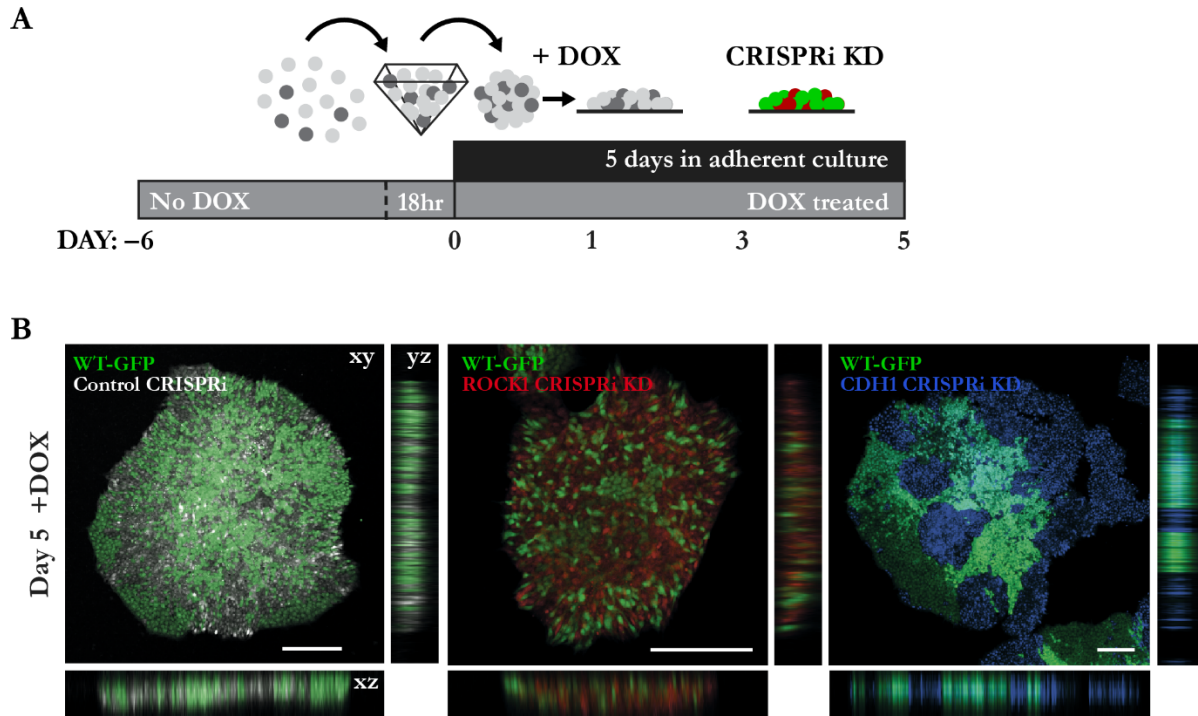 A
+ DOX
CRISPRi KD
5 days in adherent culture
No DOX
18hr
DOX treated
DAY: –6
0
1
3
5
B
Day 5 +DOX
WT-GFP
Control CRISPRi
xy
yz
xz
WT-GFP
ROCK1 CRISPRi KD
WT-GFP
CDH1 CRISPRi KD